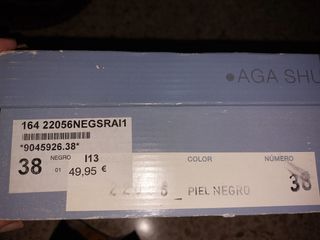 •AGA SHU
164 22056NEGSRAI1
*9045926.38*
38 NEGRO 01 I13 49,95 €
COLOR NÚMERO
PIEL NEGRO 38